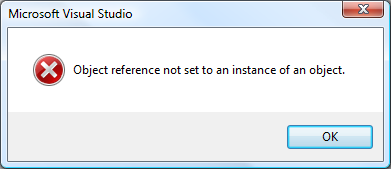 Microsoft Visual Studio
Object reference not set to an instance of an object.
OK